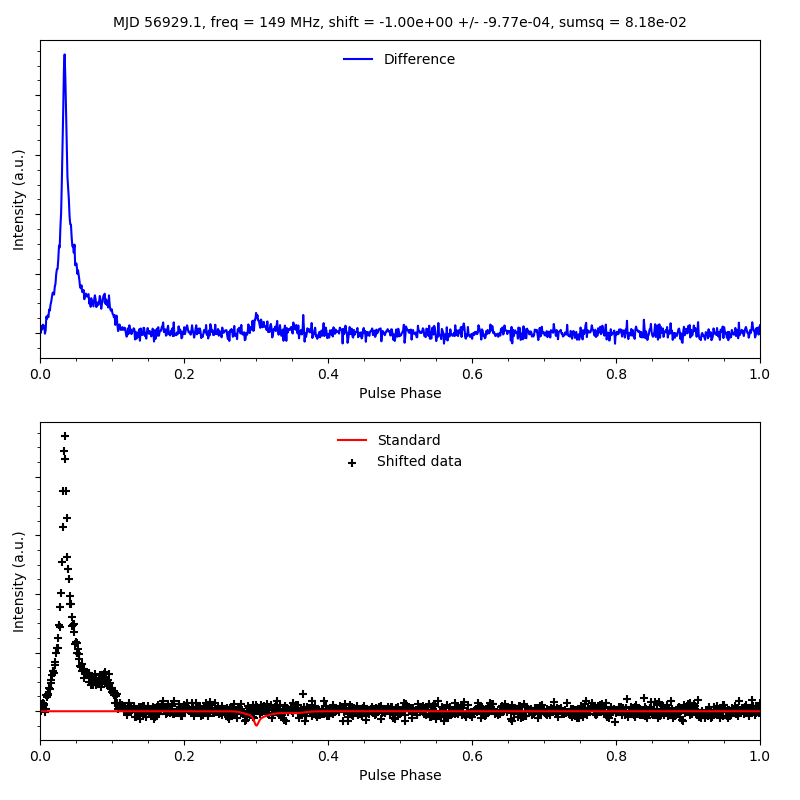 MJD 56929.1, freq = 149 MHz, shift = -1.00e+00 +/- -9.77e-04, sumsq = 8.18e-02
Difference
Intensity (a.u.)
0.0 0.2 0.4 0.6 0.8 1.0
Pulse Phase
Standard
Shifted data
Intensity (a.u.)
0.0 0.2 0.4 0.6 0.8 1.0
Pulse Phase